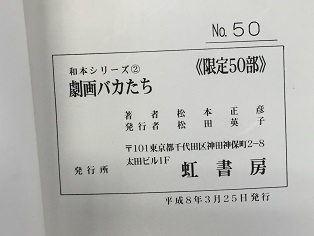 No. 50
和本シリーズ②
劇画バカたち 《限定50部》
著者 松本正彦
発行者 松田英子
〒101東京都千代田区神田神保町2-8
太田ビル1F
発行所 虹書房
平成8年3月25日発行